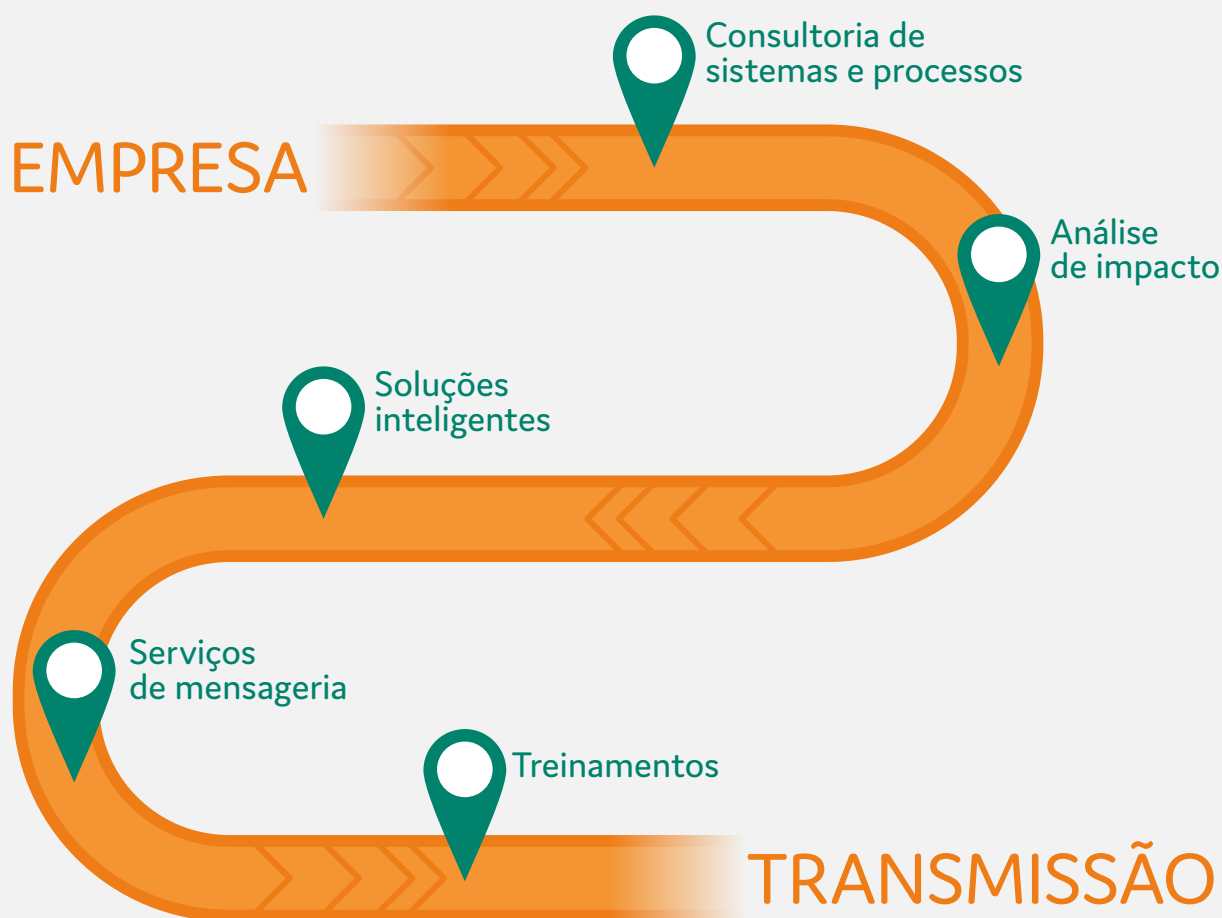 EMPRESA
Consultoria de
sistemas e processos
Análise
de impacto
Soluções
inteligentes
Serviços
de mensageria
Treinamentos
TRANSMISSÃO